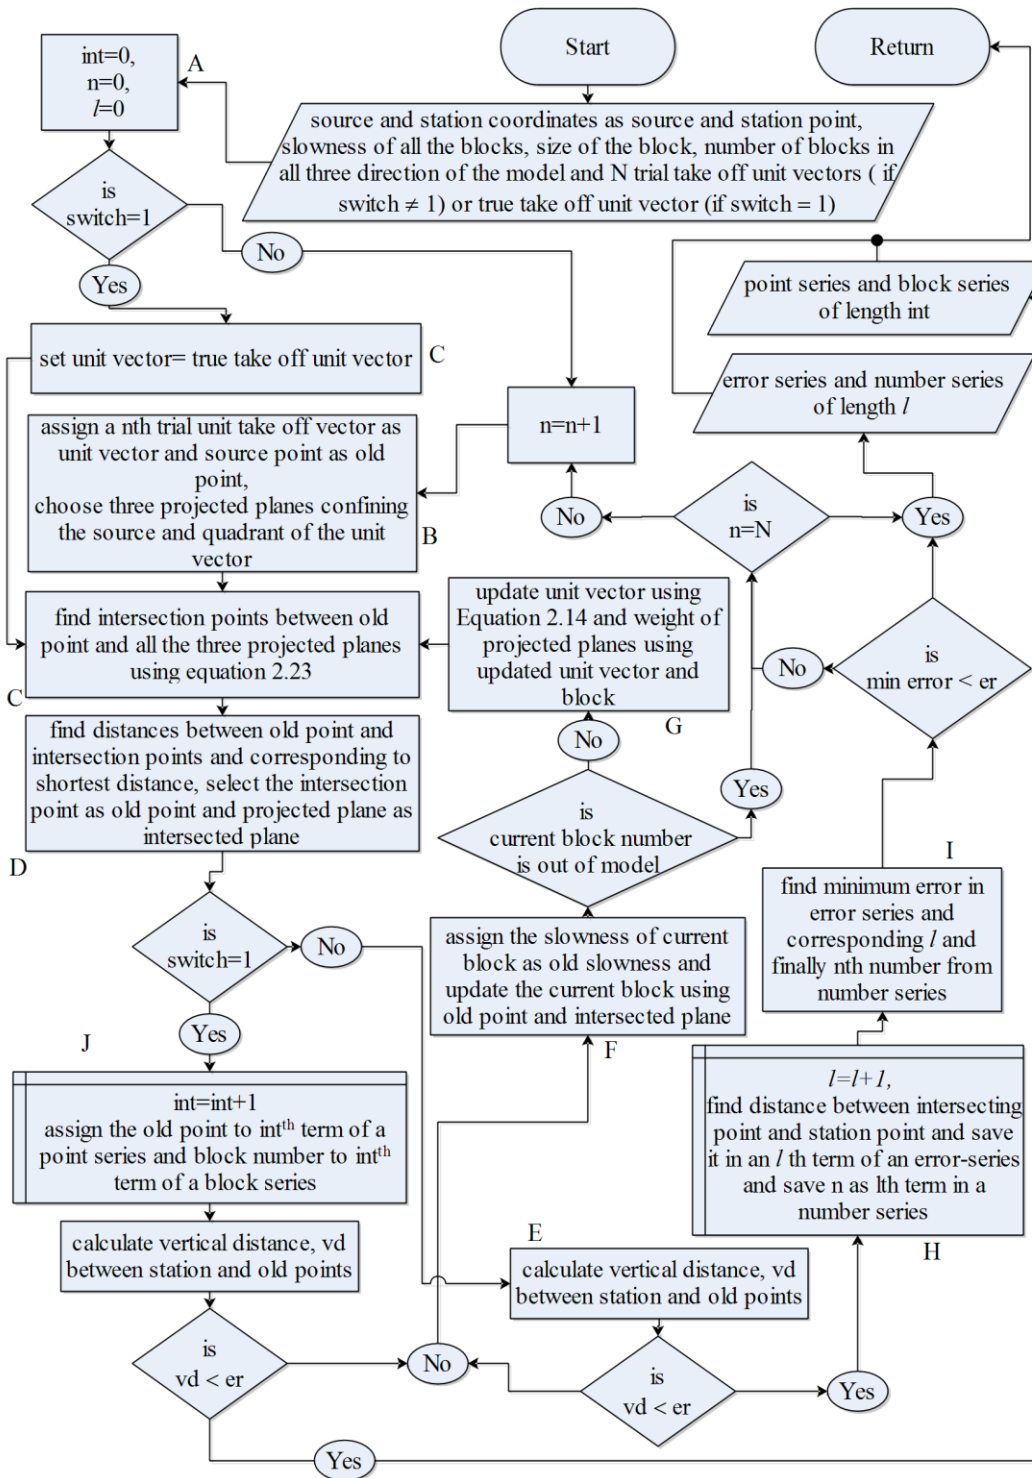 Start
Return
int=0,
n=0,
l=0
A
source and station coordinates as source and station point,
slowness of all the blocks, size of the block, number of blocks in
all three direction of the model and N trial take off unit vectors ( if
switch ≠ 1) or true take off unit vector (if switch = 1)
is
switch=1
No
Yes
point series and block series
of length int
set unit vector= true take off unit vector
C
error series and number series
of length l
assign a nth trial unit take off vector as
unit vector and source point as old
point,
choose three projected planes confining
the source and quadrant of the unit
vector
B
n=n+1
No
is
n=N
Yes
find intersection points between old
point and all the three projected planes
using equation 2.23
C
update unit vector using
Equation 2.14 and weight of
projected planes using
updated unit vector and
block
G
No
is
min error < er
find distances between old point and
intersection points and corresponding to
shortest distance, select the intersection
point as old point and projected plane as
intersected plane
D
No
Yes
is
current block number
is out of model
I
is
switch=1
No
Yes
assign the slowness of current
block as old slowness and
update the current block using
old point and intersected plane
F
find minimum error in
error series and
corresponding l and
finally nth number from
number series
J
int=int+1
assign the old point to intth term of a
point series and block number to intth
term of a block series
l=l+1,
find distance between intersecting
point and station point and save
it in an l th term of an error-series
and save n as lth term in a
number series
H
calculate vertical distance, vd
between station and old points
E
calculate vertical distance, vd
between station and old points
is
vd < er
No
is
vd < er
Yes
Yes